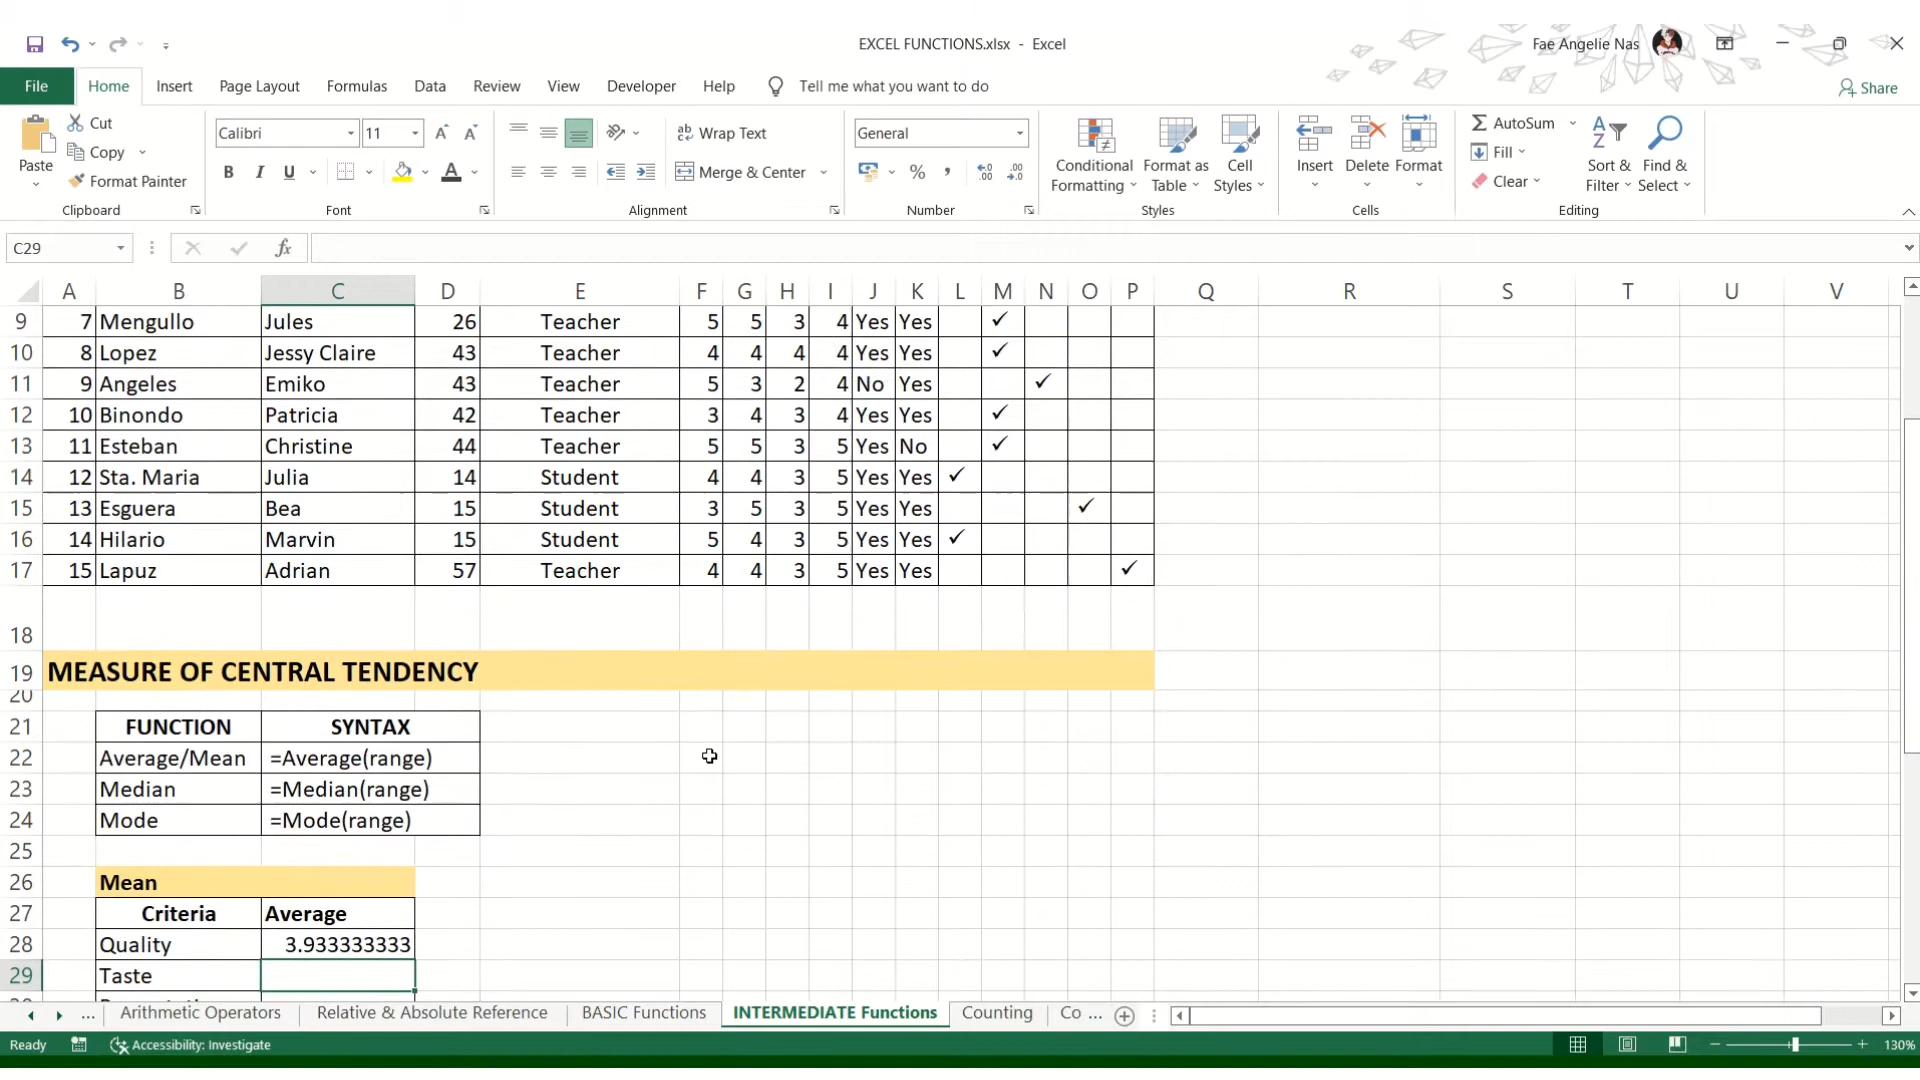 EXCEL FUNCTIONS.xlsx - Excel
Fae Angelie Nas
File Home Insert Page Layout Formulas Data Review View Developer Help Tell me what you want to do
Share
Paste
Cut
Copy
Format Painter
Clipboard
Calibri 11
B I U
Font
Wrap Text
Merge & Center
Alignment
General
Number
Conditional Formatting
Format as Table
Cell Styles
Styles
Insert Delete Format
Cells
AutoSum
Fill
Clear
Sort & Filter
Find & Select
Editing
C29
fx
A B C D E F G H I J K L M N O P Q R S T U V
9 7 Mengullo Jules 26 Teacher 5 5 3 4 Yes Yes ✓
10 8 Lopez Jessy Claire 43 Teacher 4 4 4 4 Yes Yes ✓
11 9 Angeles Emiko 43 Teacher 5 3 2 4 No Yes ✓
12 10 Binondo Patricia 42 Teacher 3 4 3 4 Yes Yes ✓
13 11 Esteban Christine 44 Teacher 5 5 3 5 Yes No ✓
14 12 Sta. Maria Julia 14 Student 4 4 3 5 Yes Yes ✓
15 13 Esguera Bea 15 Student 3 5 3 5 Yes Yes ✓
16 14 Hilario Marvin 15 Student 5 4 3 5 Yes Yes ✓
17 15 Lapuz Adrian 57 Teacher 4 4 3 5 Yes Yes ✓
18
19 MEASURE OF CENTRAL TENDENCY
20
21 FUNCTION SYNTAX
22 Average/Mean =Average(range)
23 Median =Median(range)
24 Mode =Mode(range)
25
26 Mean
27 Criteria Average
28 Quality 3.933333333
29 Taste
... Arithmetic Operators Relative & Absolute Reference BASIC Functions INTERMEDIATE Functions Counting Co ...
Ready Accessibility: Investigate 130%